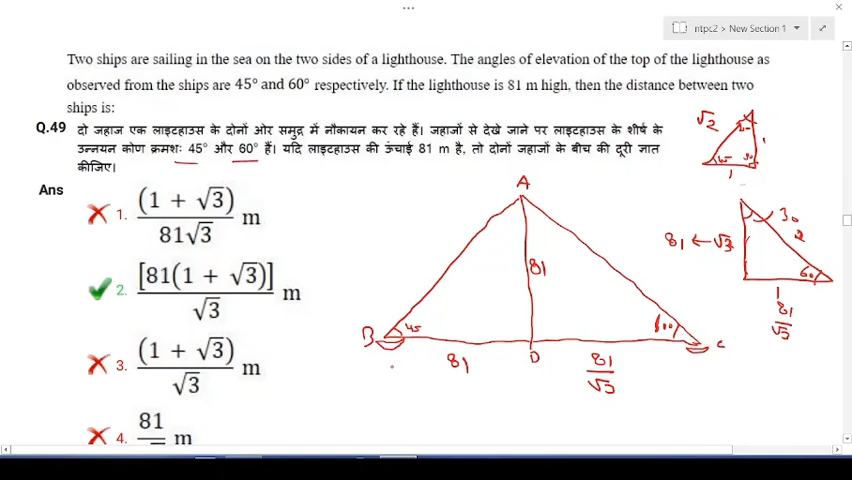 ntpc2 > New Section 1
Two ships are sailing in the sea on the two sides of a lighthouse. The angles of elevation of the top of the lighthouse as
observed from the ships are 45° and 60° respectively. If the lighthouse is 81 m high, then the distance between two
ships is:
Q.49 दो जहाज एक लाइटहाउस के दोनों ओर समुद्र में नौकायन कर रहे हैं। जहाजों से देखे जाने पर लाइटहाउस के शीर्ष के
उन्नयन कोण क्रमशः 45° और 60° हैं। यदि लाइटहाउस की ऊंचाई 81 m है, तो दोनों जहाजों के बीच की दूरी ज्ञात
कीजिए।
Ans
1. (1 + √3) / 81√3 m
2. [81(1 + √3)] / √3 m
3. (1 + √3) / √3 m
4. 81 m
A
81
B 45 60 C
81 D 81/√3
√2
45
45 90
1
1
30
81 ← √3 2
60
1
81/√3